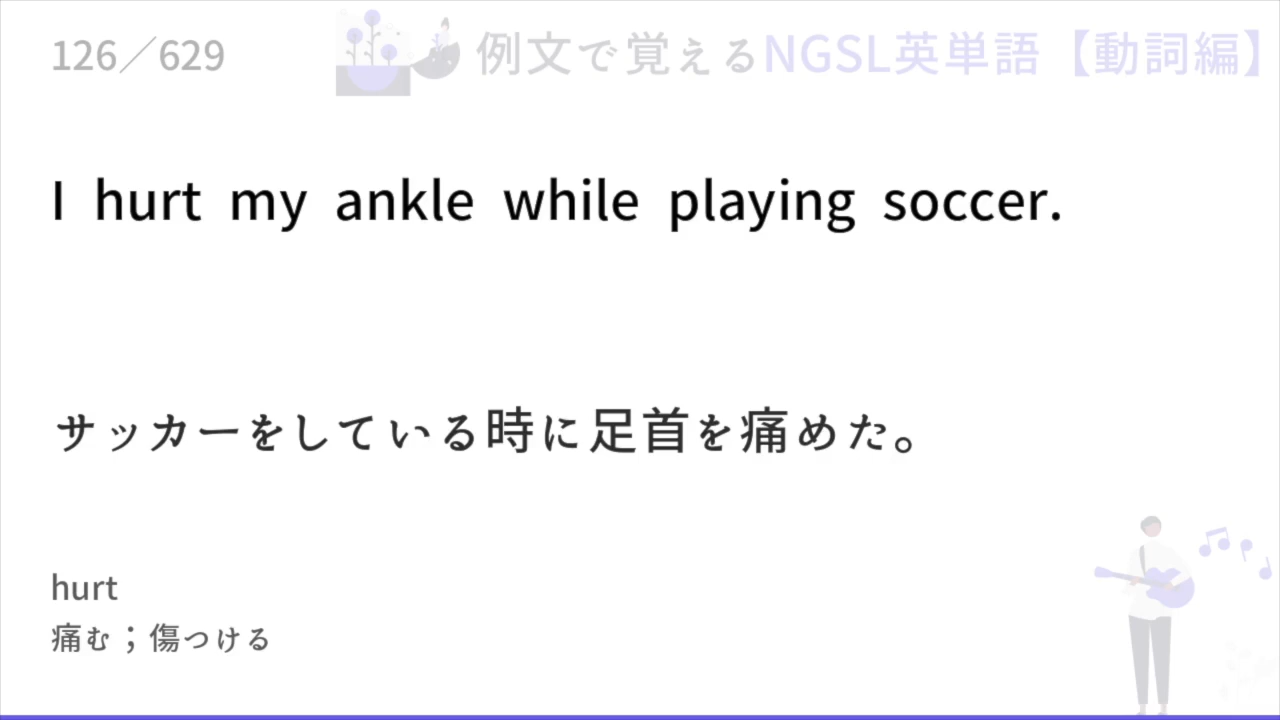 126／629
例文で覚えるNGSL英単語【動詞編】
I hurt my ankle while playing soccer.
サッカーをしている時に足首を痛めた。
hurt
痛む；傷つける